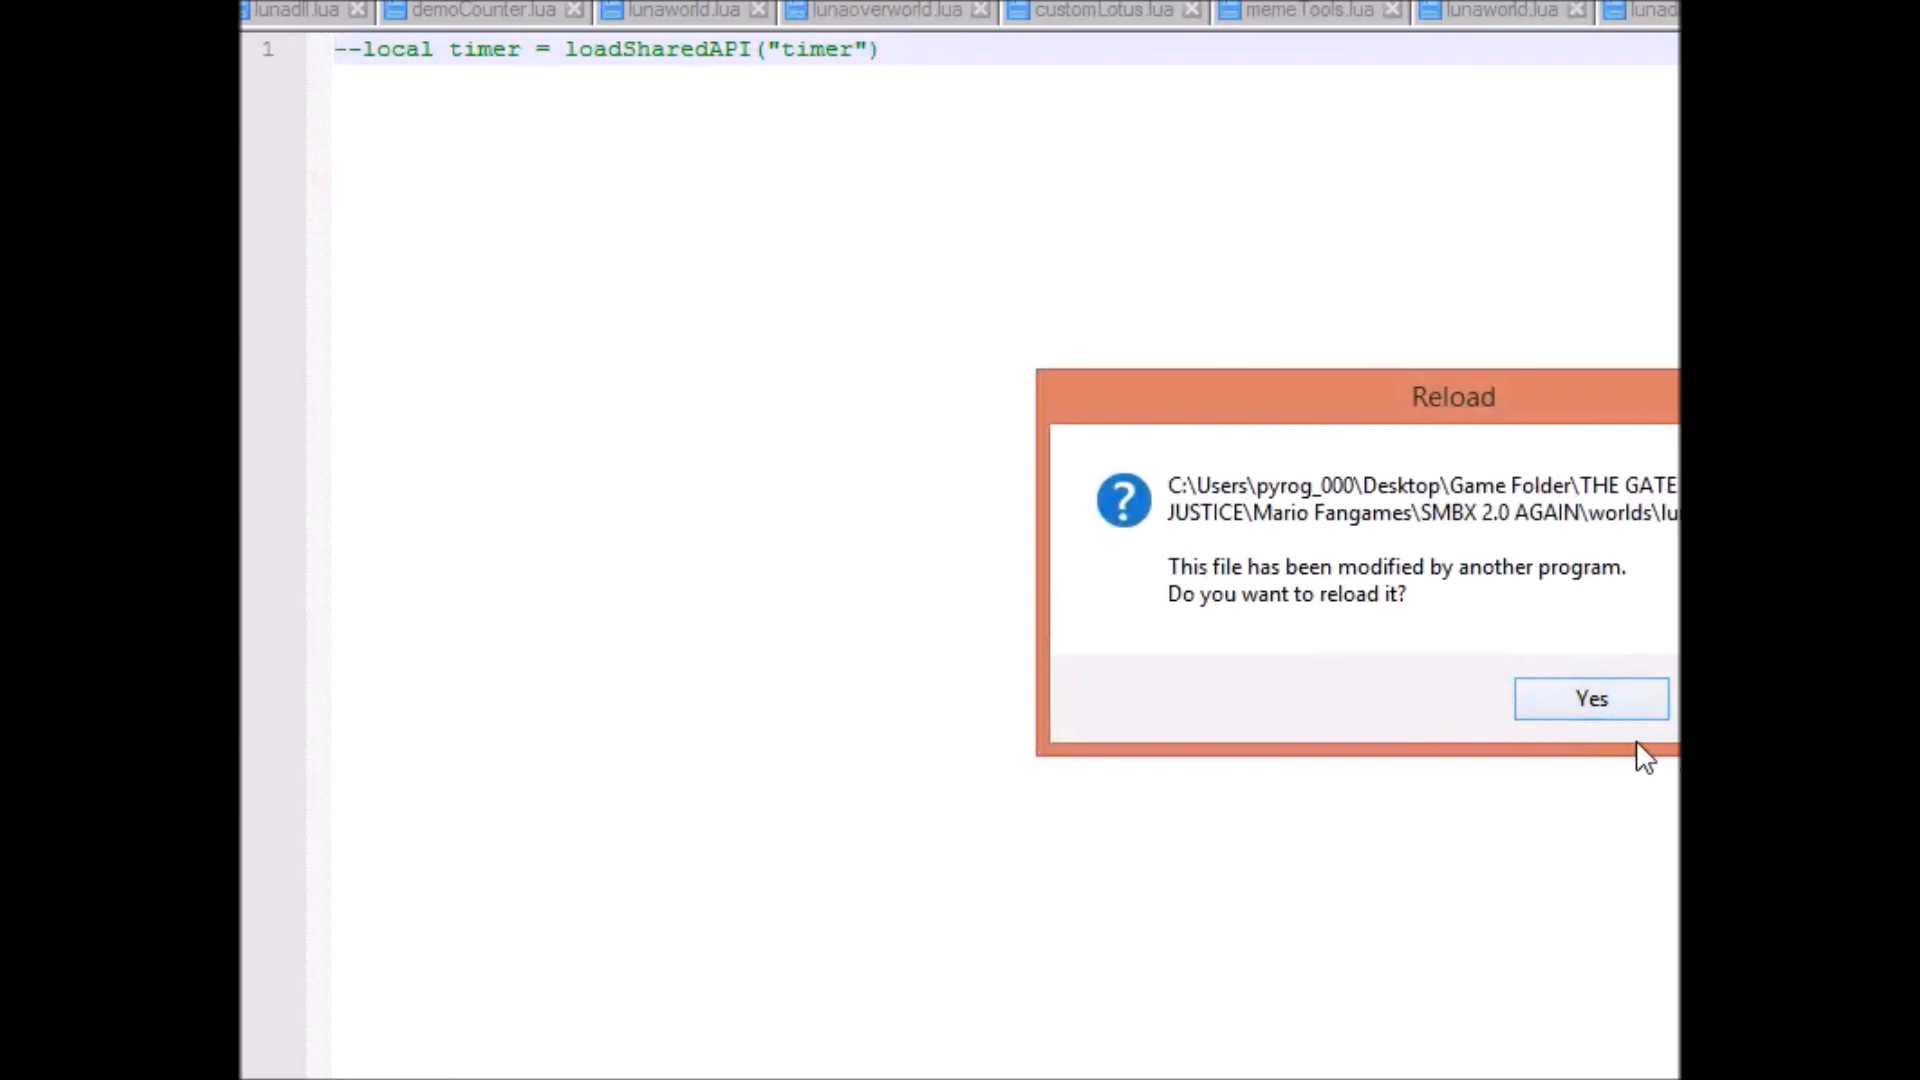 lunadll.lua demoCounter.lua lunaworld.lua lunaoverworld.lua customLotus.lua memeTools.lua lunaworld.lua lunad
1 --local timer = loadSharedAPI("timer")
Reload
C:\Users\pyrog_000\Desktop\Game Folder\THE GATE
JUSTICE\Mario Fangames\SMBX 2.0 AGAIN\worlds\lu
This file has been modified by another program.
Do you want to reload it?
Yes